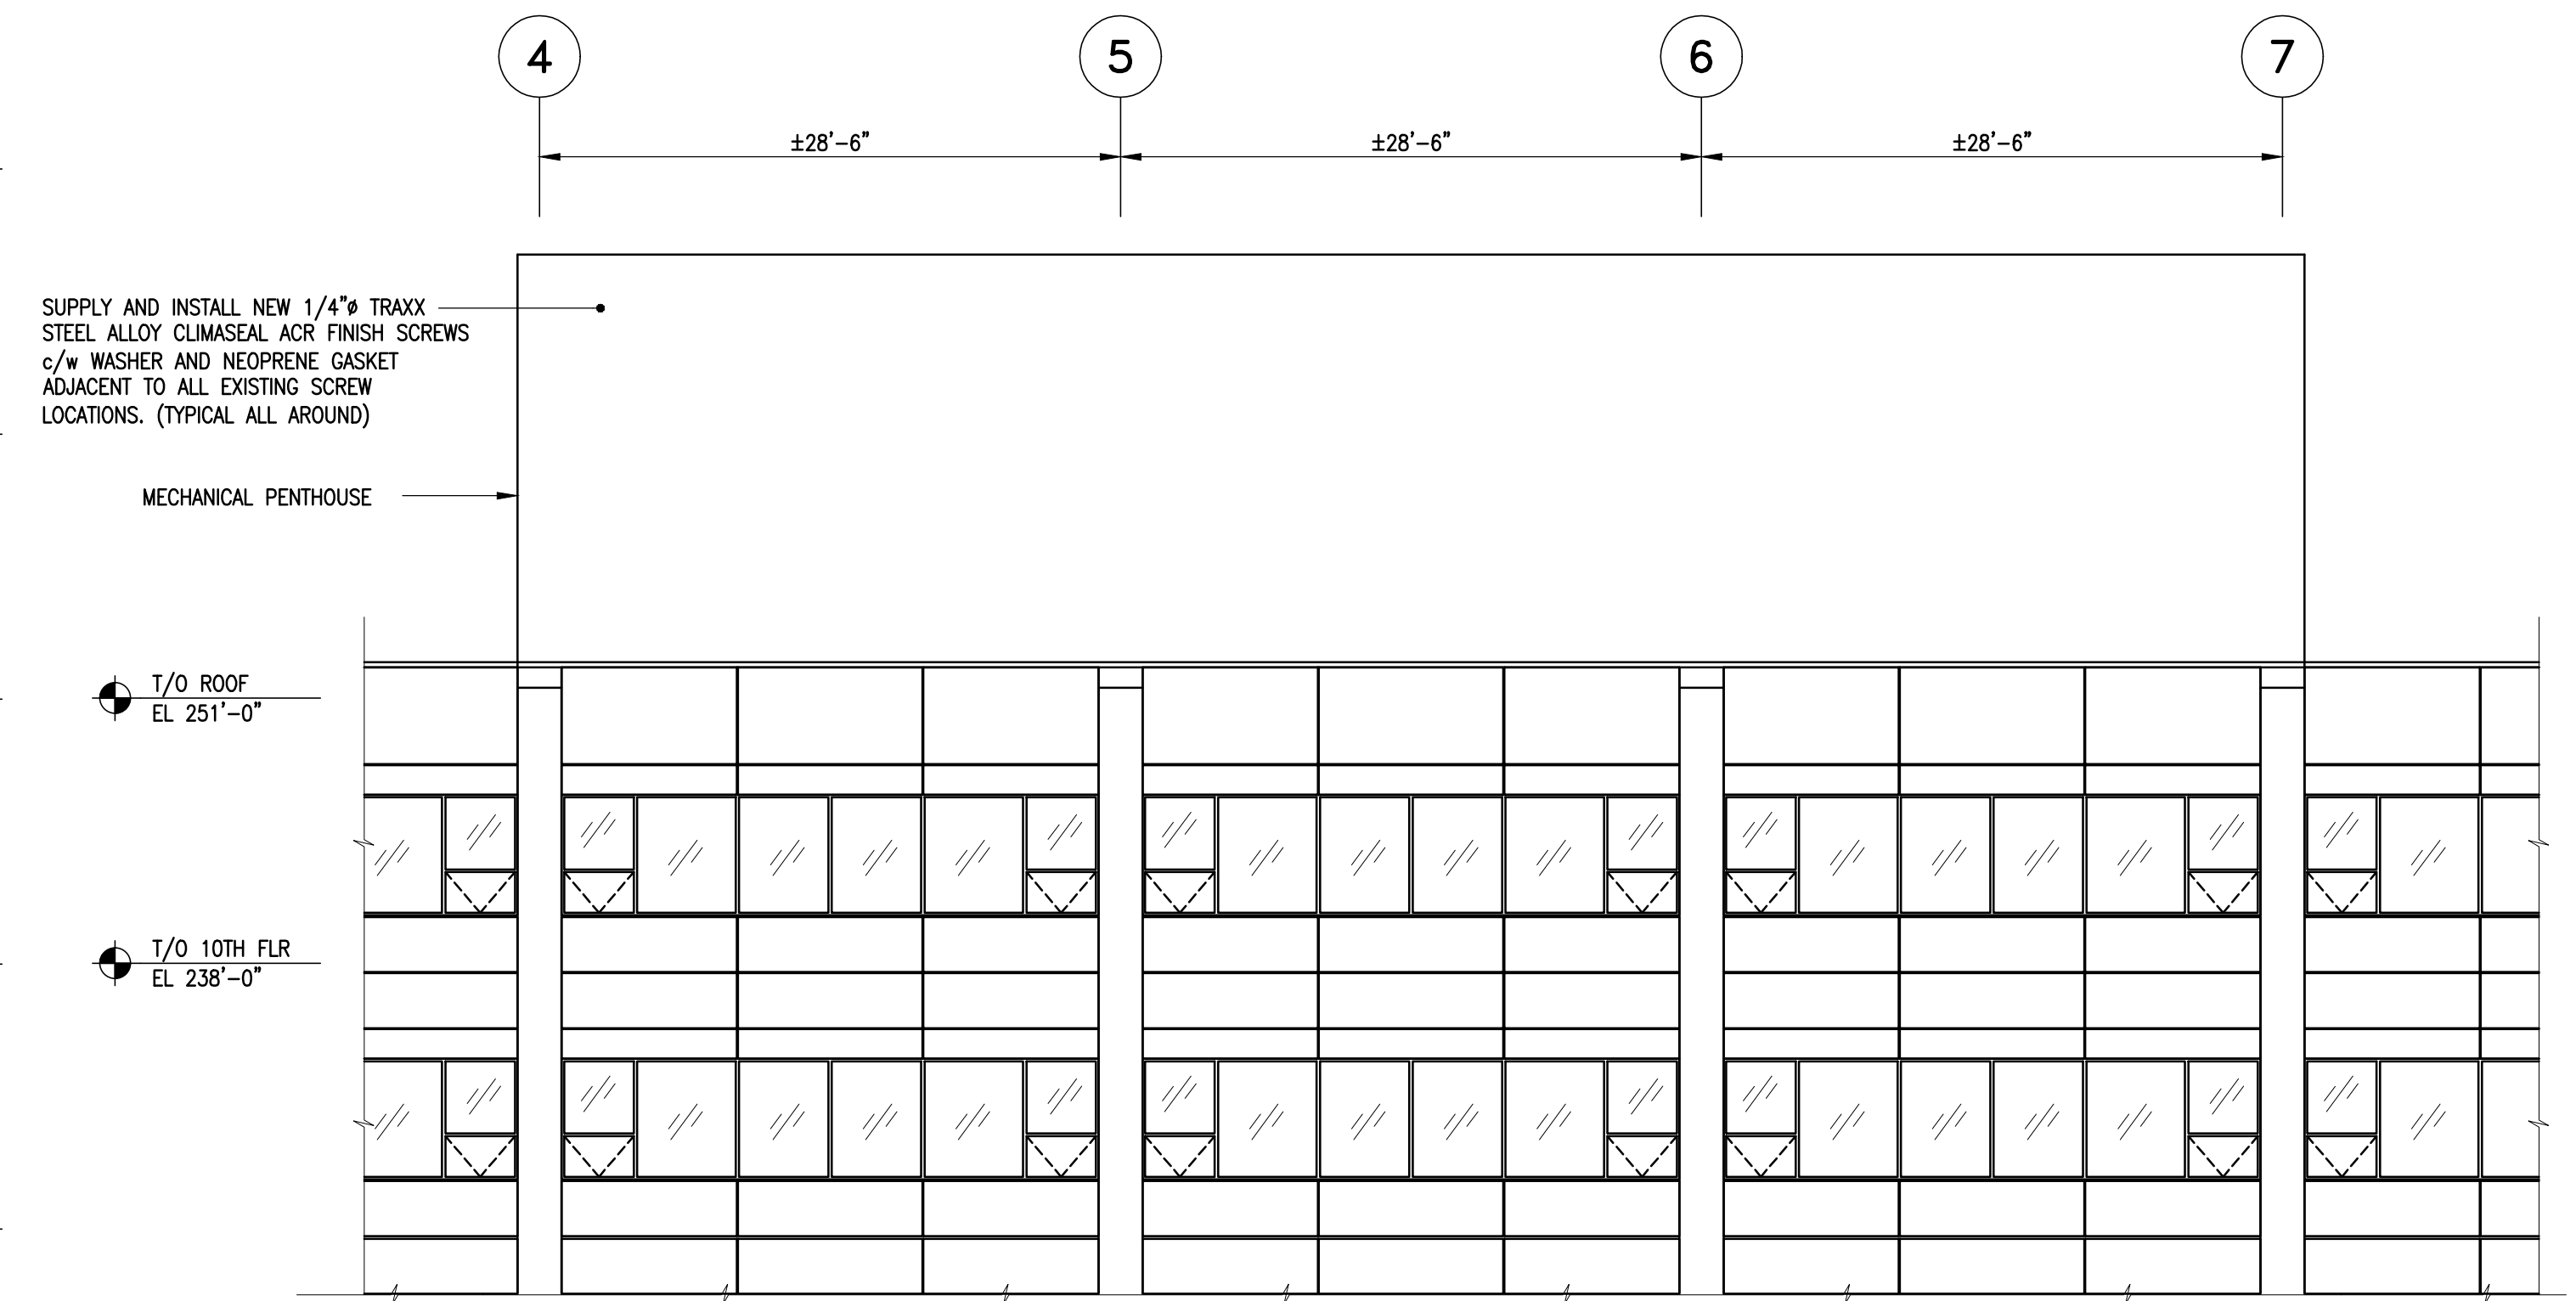 4
5
6
7
±28'-6"
±28'-6"
±28'-6"
SUPPLY AND INSTALL NEW 1/4"ø TRAXX
STEEL ALLOY CLIMASEAL ACR FINISH SCREWS
c/w WASHER AND NEOPRENE GASKET
ADJACENT TO ALL EXISTING SCREW
LOCATIONS. (TYPICAL ALL AROUND)
MECHANICAL PENTHOUSE
T/O ROOF
EL 251'-0"
T/O 10TH FLR
EL 238'-0"